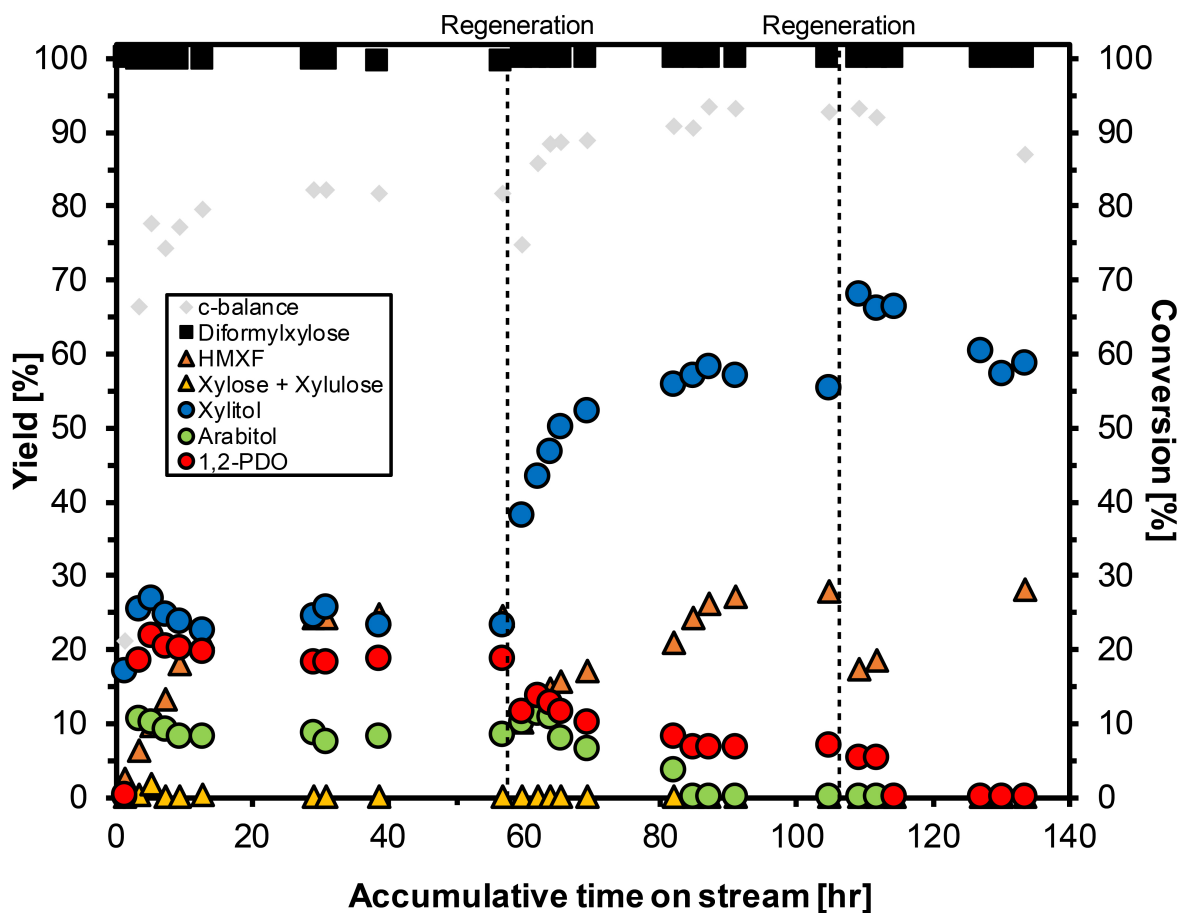 Regeneration Regeneration
100 100
90 90
80 80
70 70
60 60
50 50
40 40
30 30
20 20
10 10
0 0
Yield [%]
Conversion [%]
c-balance
Diformylxylose
HMXF
Xylose + Xylulose
Xylitol
Arabitol
1,2-PDO
0 20 40 60 80 100 120 140
Accumulative time on stream [hr]